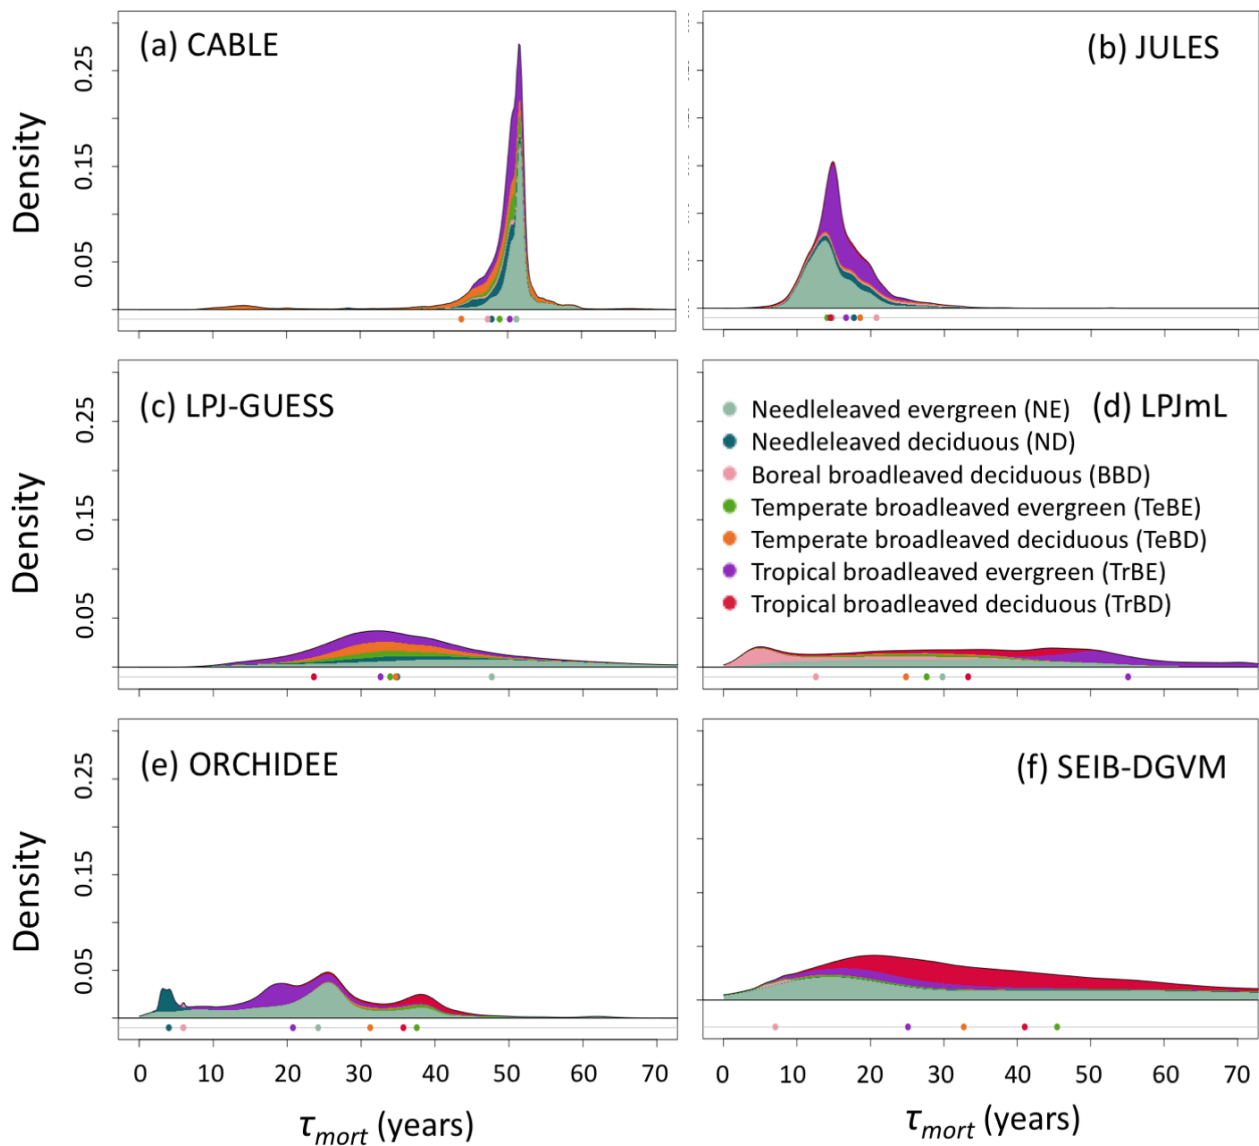 (a) CABLE
(b) JULES
Density
0.05
0.15
0.25
(c) LPJ-GUESS
(d) LPJmL
Density
0.05
0.15
0.25
Needleleaved evergreen (NE)
Needleleaved deciduous (ND)
Boreal broadleaved deciduous (BBD)
Temperate broadleaved evergreen (TeBE)
Temperate broadleaved deciduous (TeBD)
Tropical broadleaved evergreen (TrBE)
Tropical broadleaved deciduous (TrBD)
(e) ORCHIDEE
(f) SEIB-DGVM
Density
0.05
0.15
0.25
0 10 20 30 40 50 60 70
0 10 20 30 40 50 60 70
τmort (years)
τmort (years)